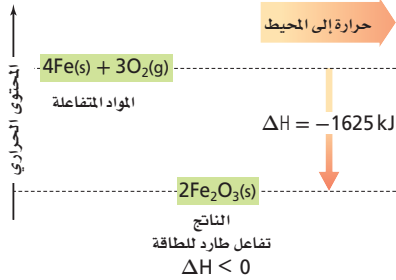 حرارة إلى المحيط
المحتوى الحراري
4Fe(s) + 3O₂(g)
المواد المتفاعلة
ΔH = −1625 kJ
2Fe₂O₃(s)
الناتج
تفاعل طارد للطاقة
ΔH < 0